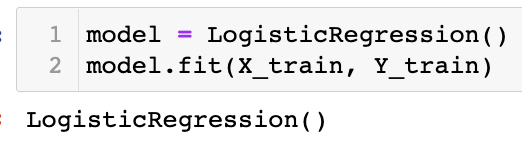 1 model = LogisticRegression()
2 model.fit(X_train, Y_train)
LogisticRegression()